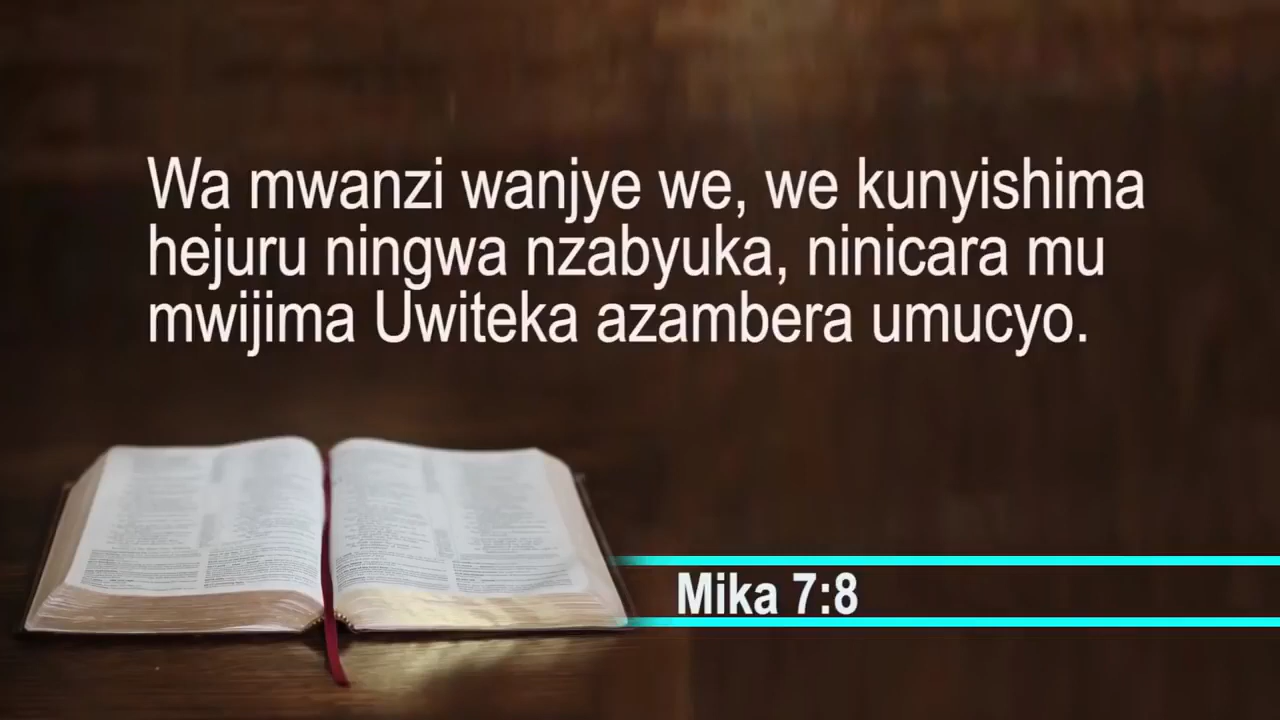 Wa mwanzi wanjye we, we kunyishima
hejuru ningwa nzabyuka, ninicara mu
mwijima Uwiteka azambera umucyo.
Mika 7:8